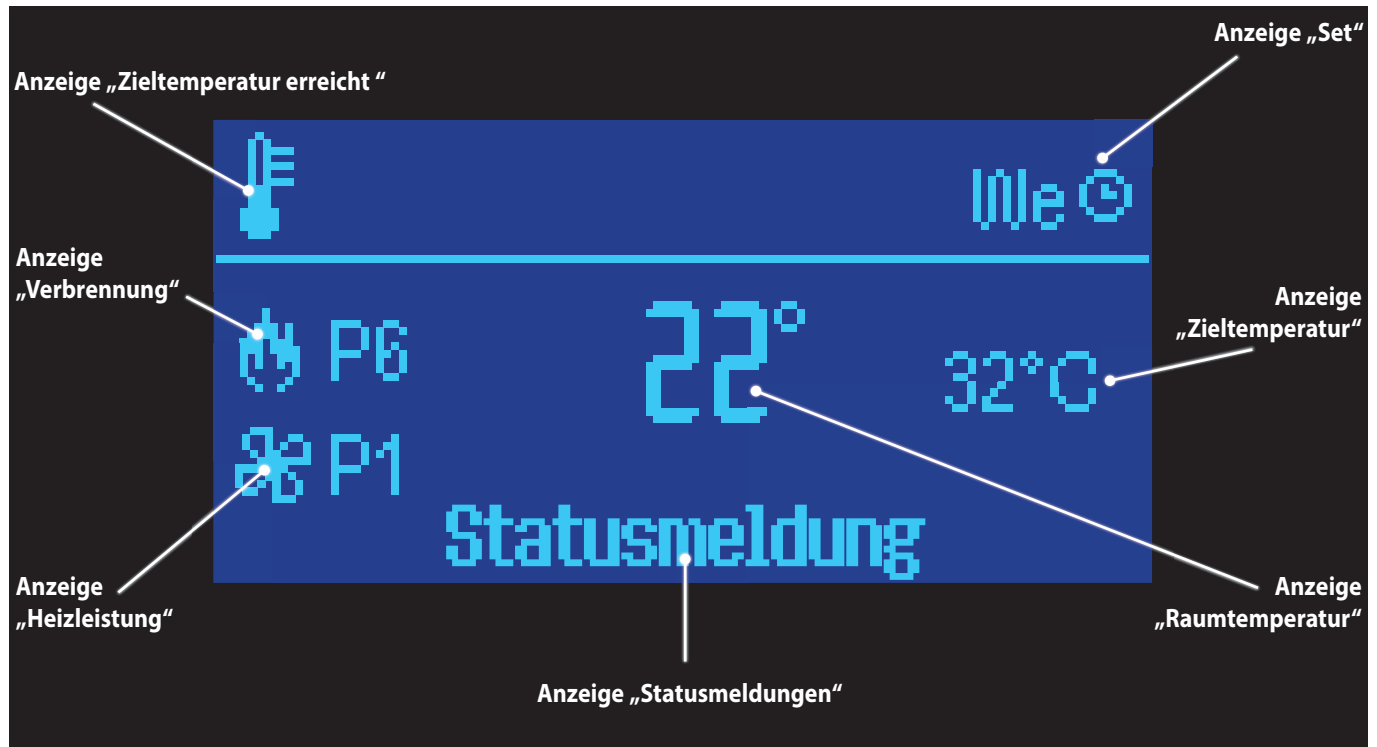 Anzeige „Set“
Anzeige „Zieltemperatur erreicht “
We
Anzeige
„Verbrennung“
Anzeige
„Zieltemperatur“
P6
22°
32°C
P1
Statusmeldung
Anzeige
„Heizleistung“
Anzeige
„Raumtemperatur“
Anzeige „Statusmeldungen“